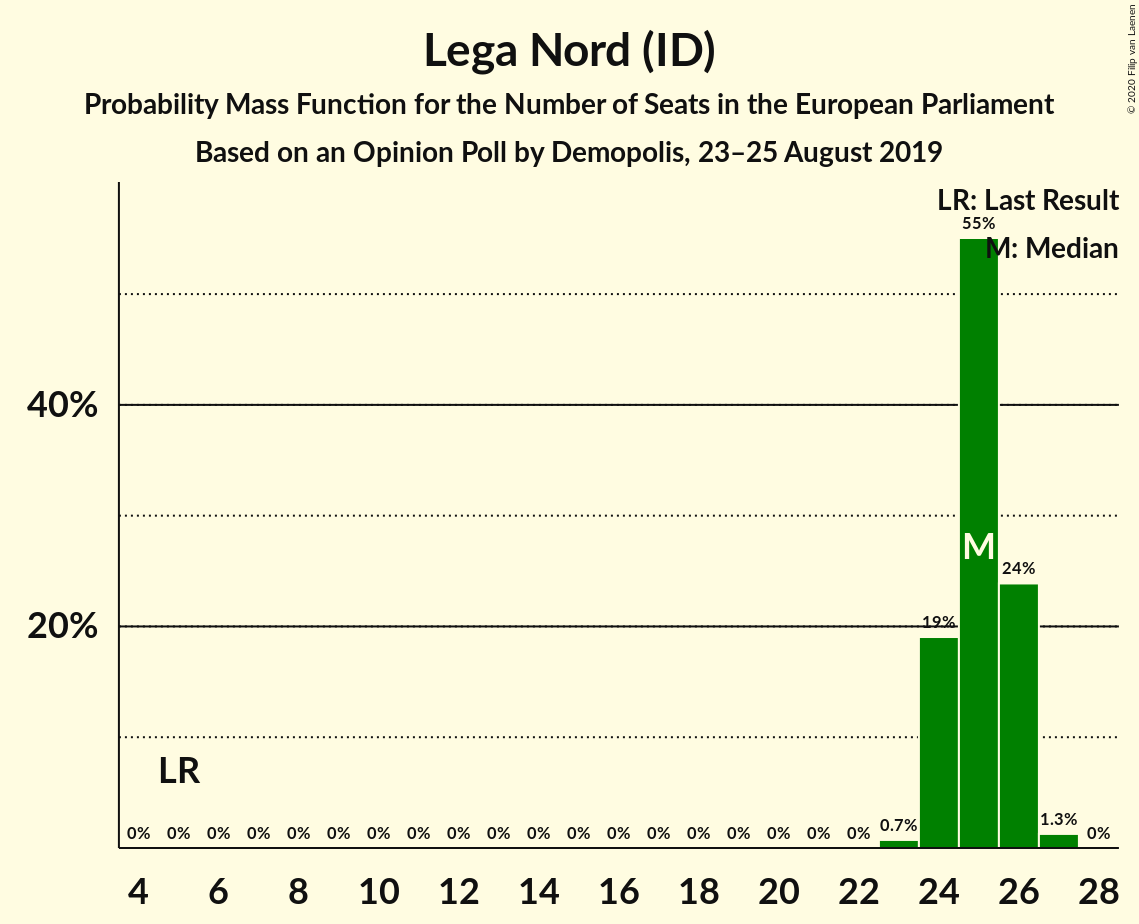 Lega Nord (ID)
Probability Mass Function for the Number of Seats in the European Parliament
Based on an Opinion Poll by Demopolis, 23–25 August 2019
© 2020 Filip van Laenen
LR: Last Result
M: Median
55%
40%
M
24%
20%
19%
LR
0% 0% 0% 0% 0% 0% 0% 0% 0% 0% 0% 0% 0% 0% 0% 0% 0% 0% 0% 0.7% 1.3% 0%
4 6 8 10 12 14 16 18 20 22 24 26 28